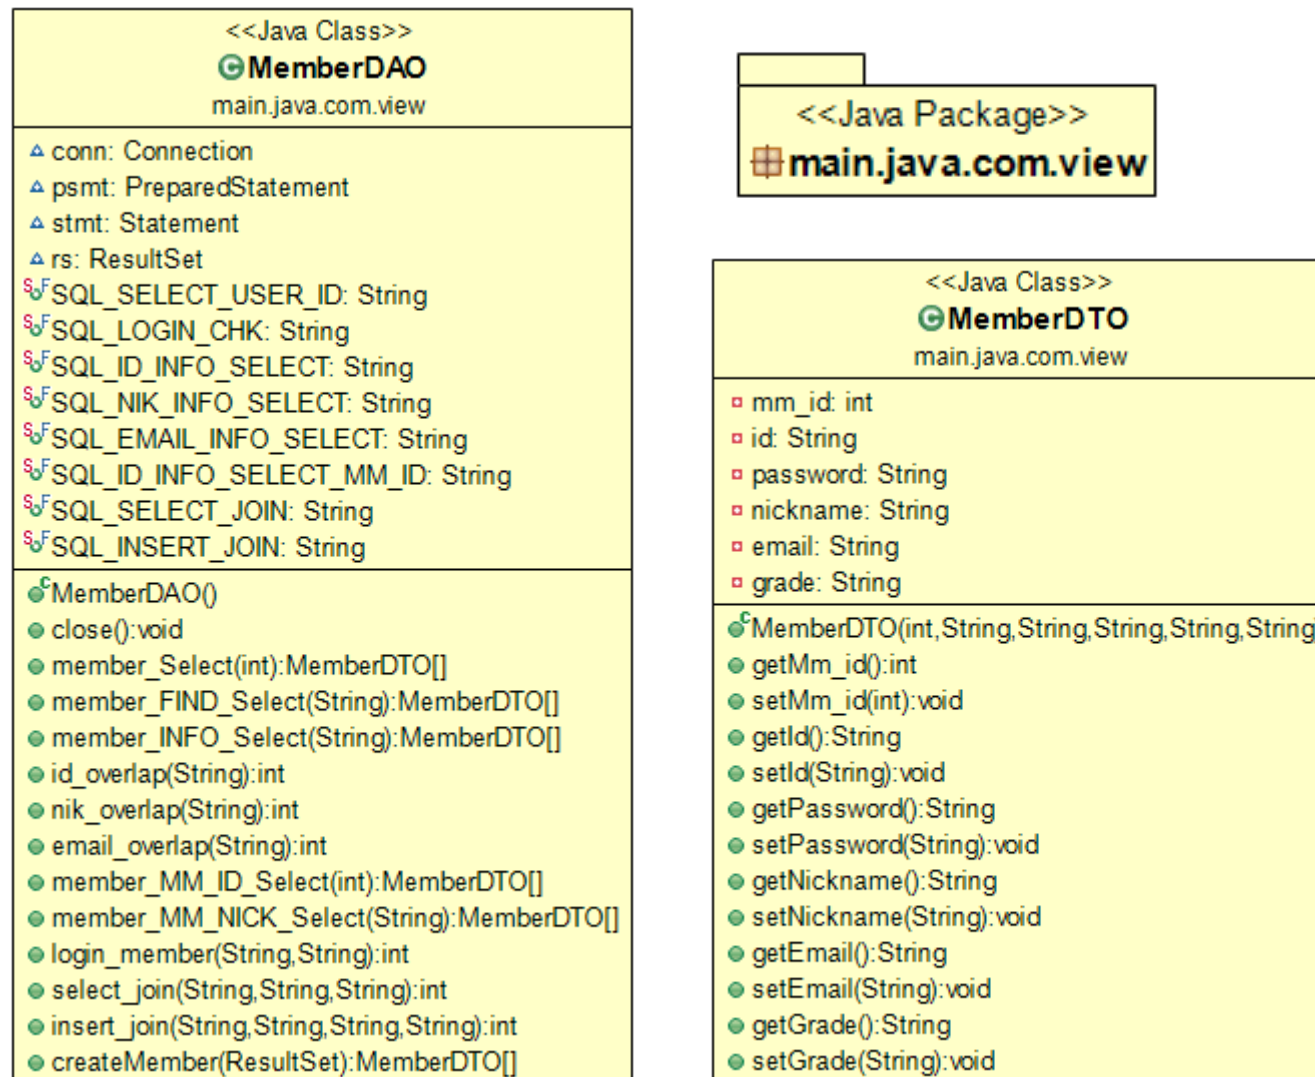 <<Java Class>>
MemberDAO
main.java.com.view
conn: Connection
psmt: PreparedStatement
stmt: Statement
rs: ResultSet
SQL_SELECT_USER_ID: String
SQL_LOGIN_CHK: String
SQL_ID_INFO_SELECT: String
SQL_NIK_INFO_SELECT: String
SQL_EMAIL_INFO_SELECT: String
SQL_ID_INFO_SELECT_MM_ID: String
SQL_SELECT_JOIN: String
SQL_INSERT_JOIN: String
MemberDAO()
close():void
member_Select(int):MemberDTO[]
member_FIND_Select(String):MemberDTO[]
member_INFO_Select(String):MemberDTO[]
id_overlap(String):int
nik_overlap(String):int
email_overlap(String):int
member_MM_ID_Select(int):MemberDTO[]
member_MM_NICK_Select(String):MemberDTO[]
login_member(String,String):int
select_join(String,String,String):int
insert_join(String,String,String,String):int
createMember(ResultSet):MemberDTO[]
<<Java Package>>
main.java.com.view
<<Java Class>>
MemberDTO
main.java.com.view
mm_id: int
id: String
password: String
nickname: String
email: String
grade: String
MemberDTO(int,String,String,String,String,String)
getMm_id():int
setMm_id(int):void
getId():String
setId(String):void
getPassword():String
setPassword(String):void
getNickname():String
setNickname(String):void
getEmail():String
setEmail(String):void
getGrade():String
setGrade(String):void